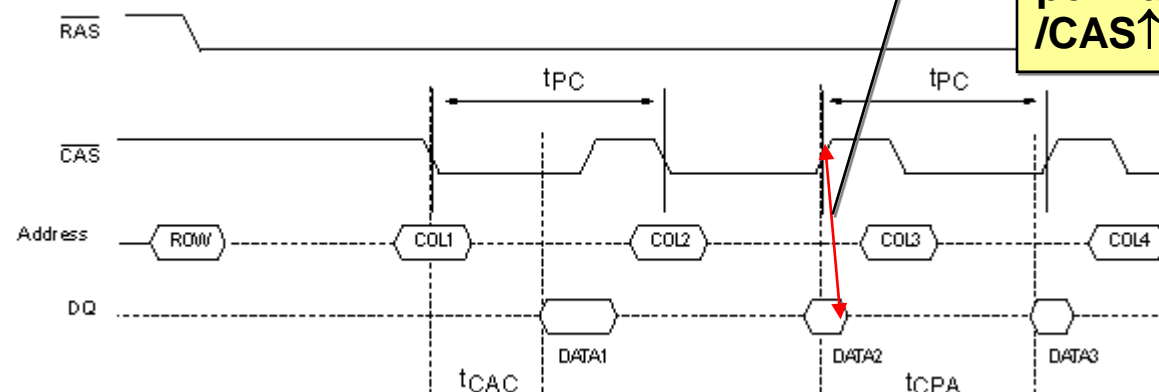 RAS
/CAS↑
tPC tPC
CAS
Address ROW COL1 COL2 COL3 COL4
DQ
DATA1 DATA2 DATA3
tCAC tCPA